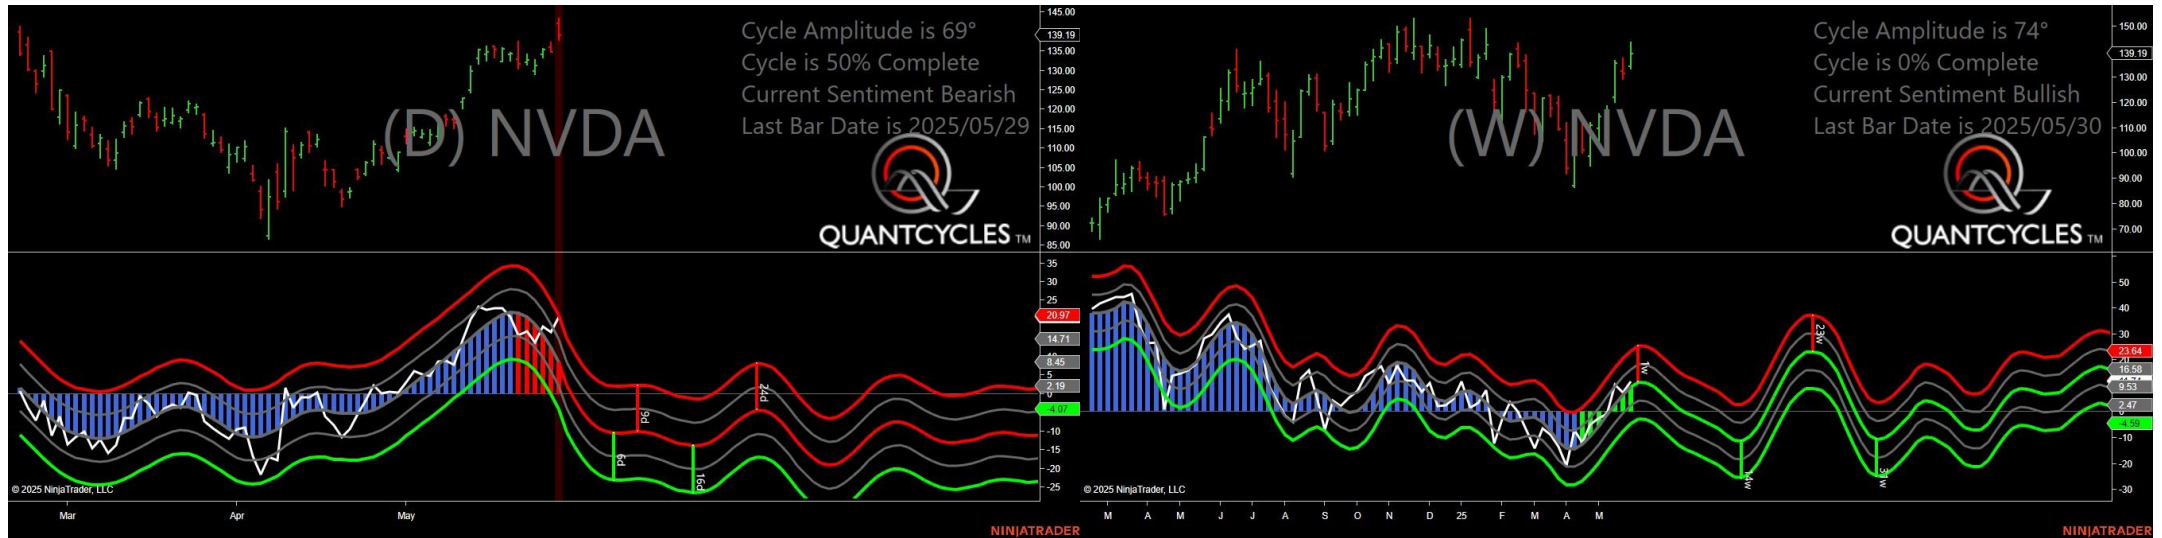 Cycle Amplitude is 69°
Cycle is 50% Complete
Current Sentiment Bearish
Last Bar Date is 2025/05/29
(D) NVDA
QUANTCYCLES TM
145.00
139.19
135.00
130.00
125.00
120.00
115.00
110.00
105.00
100.00
95.00
90.00
85.00
35
30
25
20.97
14.71
8.45
5
2.19
0
-4.07
-10
-15
-20
-25
6d
9d
16d
24d
© 2025 NinjaTrader, LLC
Mar Apr May
NINJATRADER
Cycle Amplitude is 74°
Cycle is 0% Complete
Current Sentiment Bullish
Last Bar Date is 2025/05/30
(W) NVDA
QUANTCYCLES TM
150.00
139.19
130.00
120.00
110.00
100.00
90.00
80.00
70.00
50
40
30
23.64
16.58
9.53
2.47
-4.59
-10
-20
-30
1w
14w
23w
31w
© 2025 NinjaTrader, LLC
M A M J J A S O N D 25 F M A M
NINJATRADER